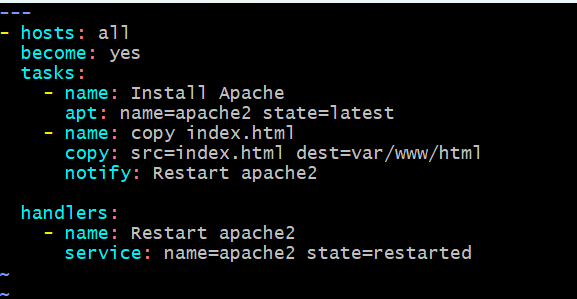 ---
- hosts: all
  become: yes
  tasks:
    - name: Install Apache
      apt: name=apache2 state=latest
    - name: copy index.html
      copy: src=index.html dest=var/www/html
      notify: Restart apache2

  handlers:
    - name: Restart apache2
      service: name=apache2 state=restarted
~
~